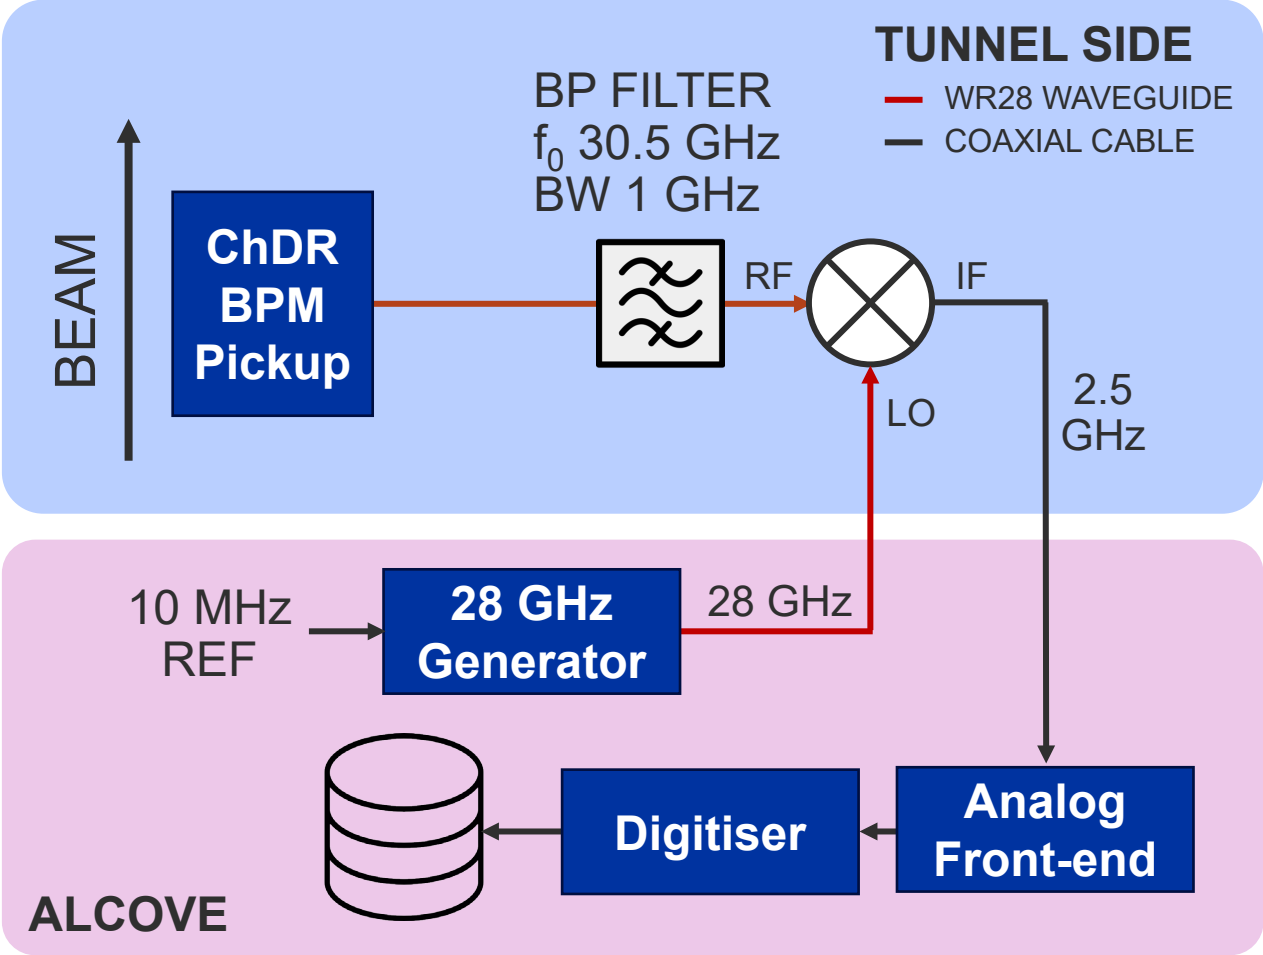 TUNNEL SIDE
WR28 WAVEGUIDE
COAXIAL CABLE
BP FILTER
f₀ 30.5 GHz
BW 1 GHz
BEAM
ChDR
BPM
Pickup
RF
IF
LO
2.5
GHz
10 MHz
REF
28 GHz
Generator
28 GHz
Analog
Front-end
Digitiser
ALCOVE